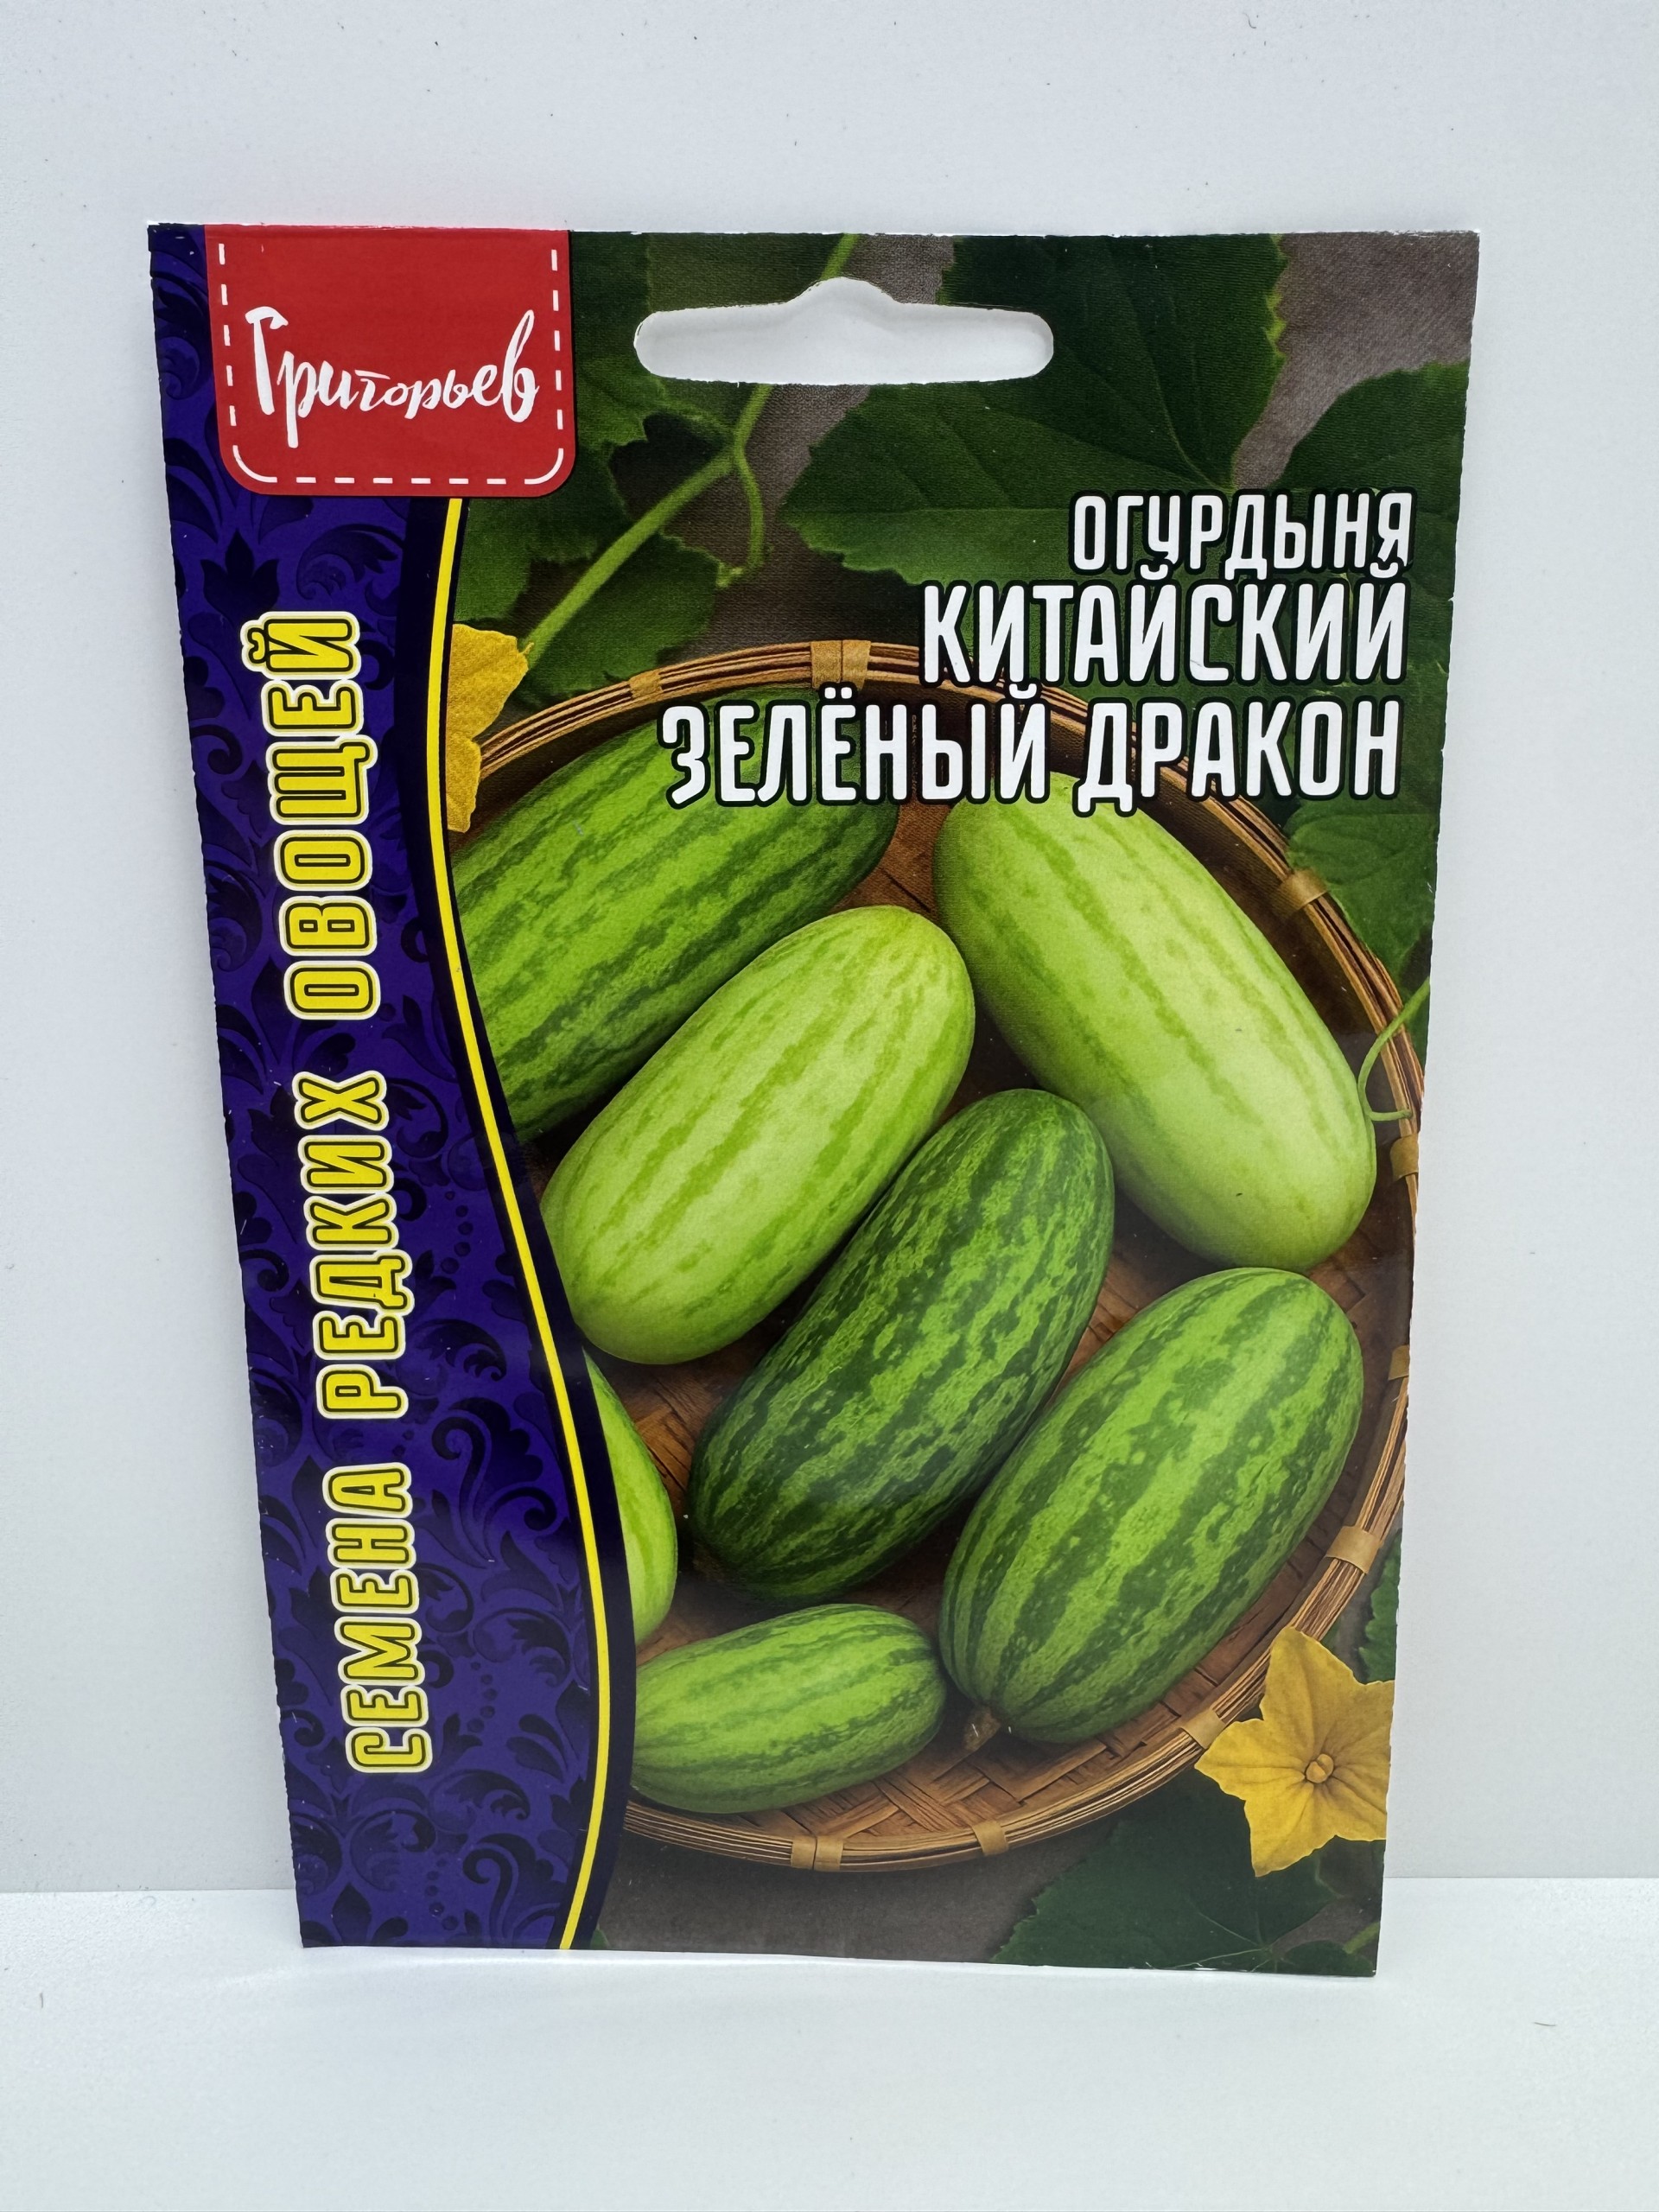 Григорьев
ОГУРДЫНЯ
КИТАЙСКИЙ
ЗЕЛЁНЫЙ ДРАКОН
СЕМЕНА РЕДКИХ ОВОЩЕЙ